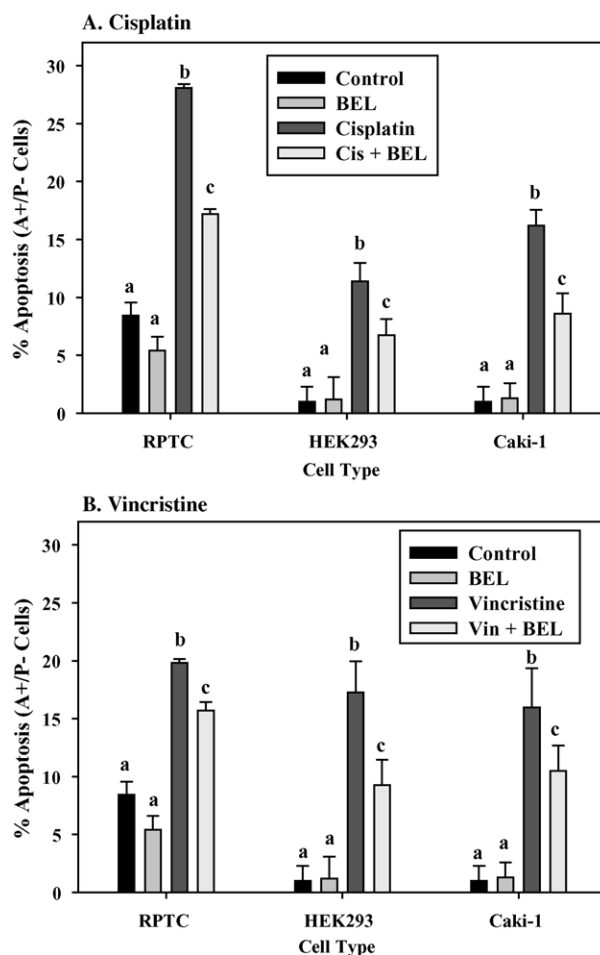 A. Cisplatin
% Apoptosis (A+/P- Cells)
30
25
20
15
10
5
0
Control
BEL
Cisplatin
Cis + BEL
a
a
b
c
a
a
b
c
a
a
b
c
RPTC
HEK293
Caki-1
Cell Type
B. Vincristine
% Apoptosis (A+/P- Cells)
30
25
20
15
10
5
0
Control
BEL
Vincristine
Vin + BEL
a
a
b
c
a
a
b
c
a
a
b
c
RPTC
HEK293
Caki-1
Cell Type